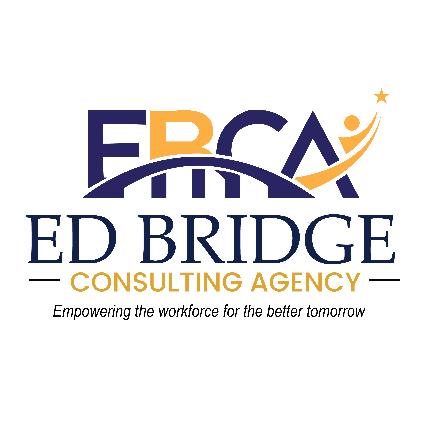 EBCA
ED BRIDGE
CONSULTING AGENCY
Empowering the workforce for the better tomorrow